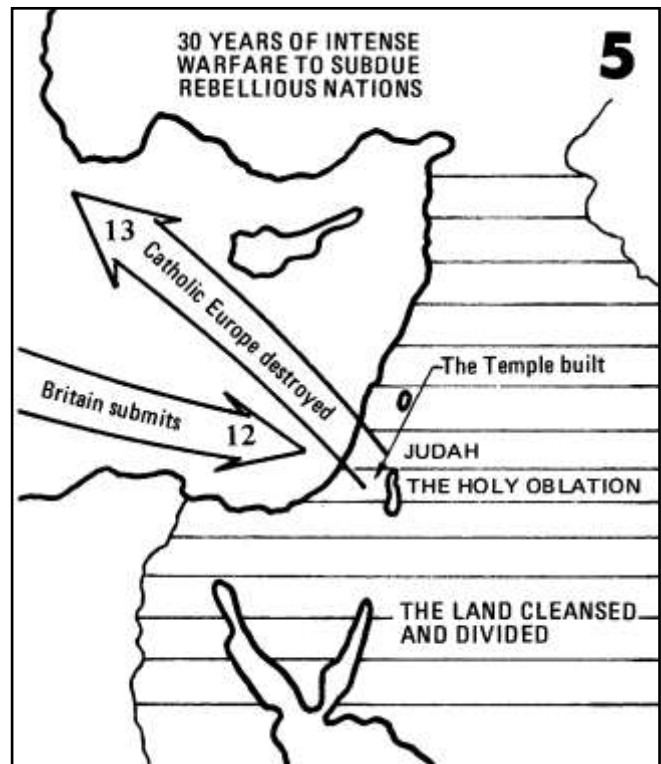 30 YEARS OF INTENSE
WARFARE TO SUBDUE
REBELLIOUS NATIONS
5
13
Catholic Europe destroyed
The Temple built
Britain submits
12
JUDAH
THE HOLY OBLATION
THE LAND CLEANSED
AND DIVIDED